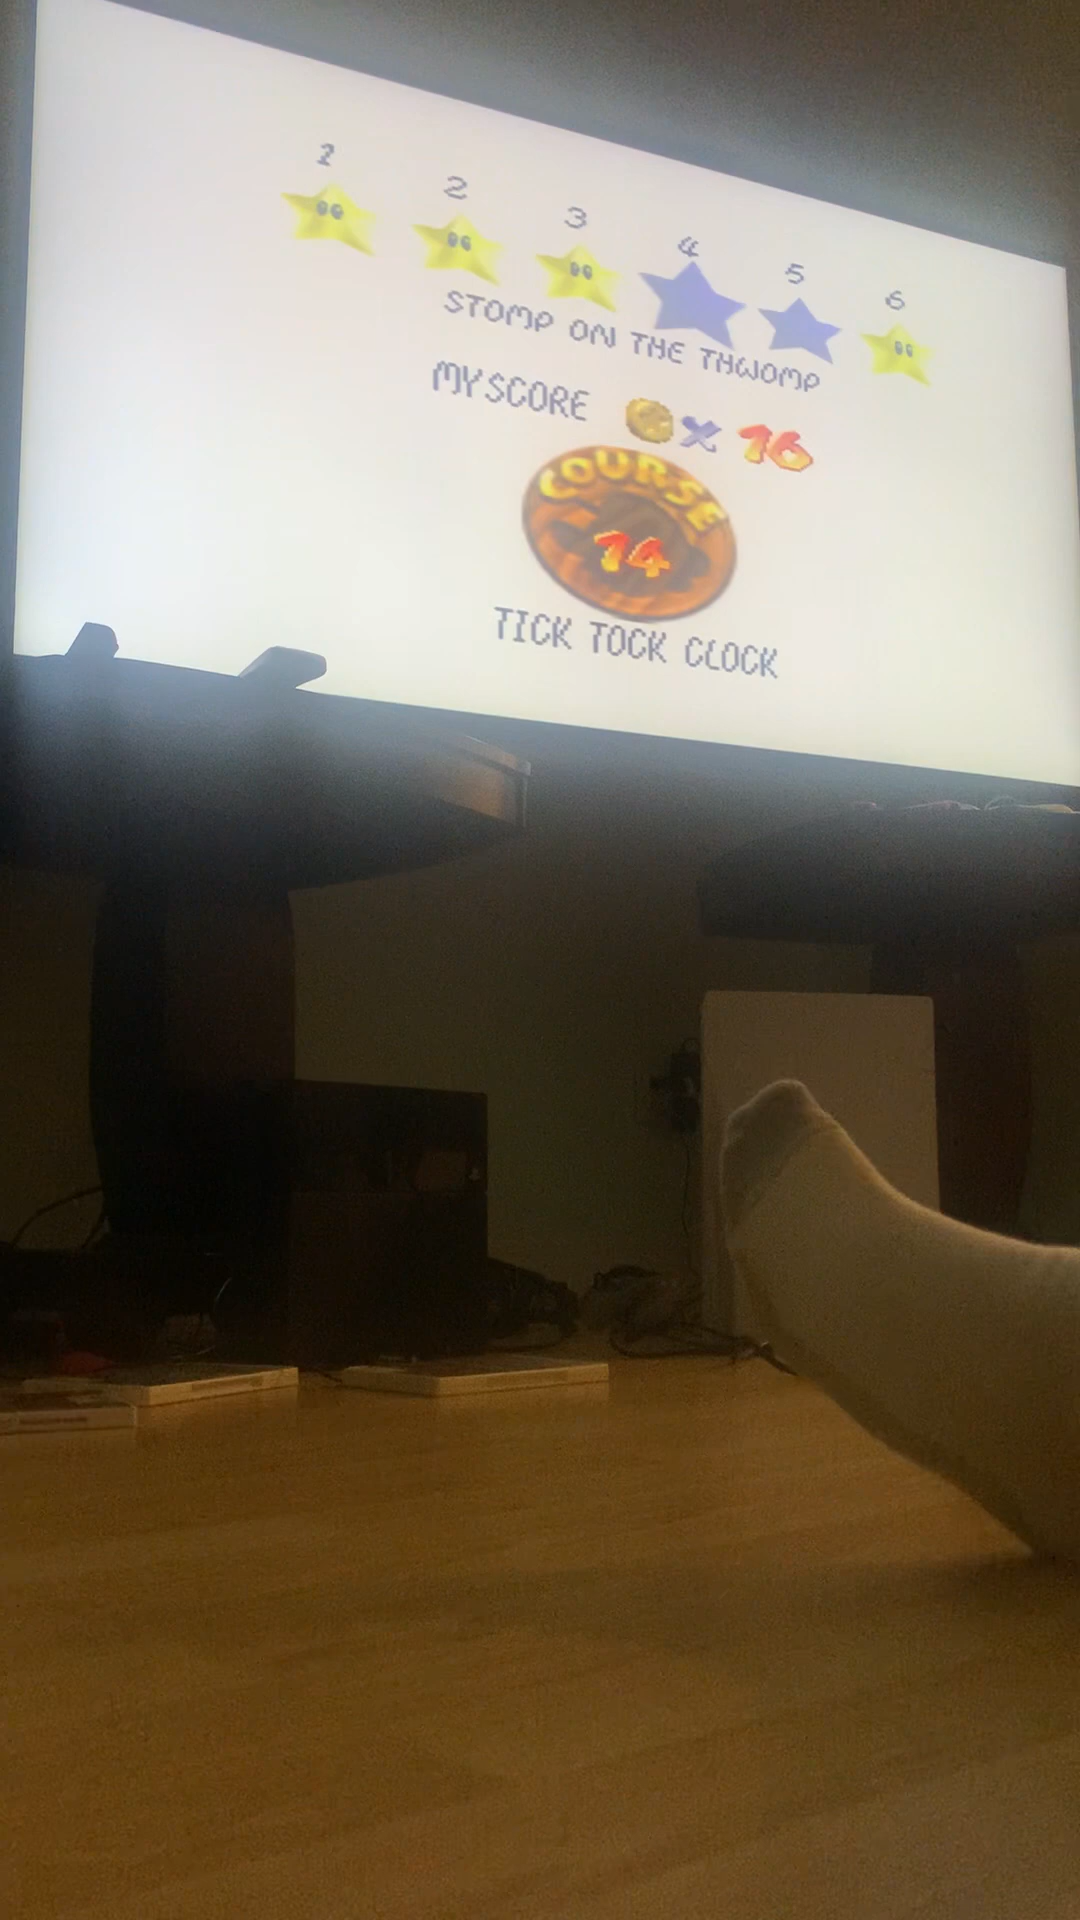 1 2 3 4 5 6
STOMP ON THE THWOMP
MY SCORE × 16
COURSE
14
TICK TOCK CLOCK